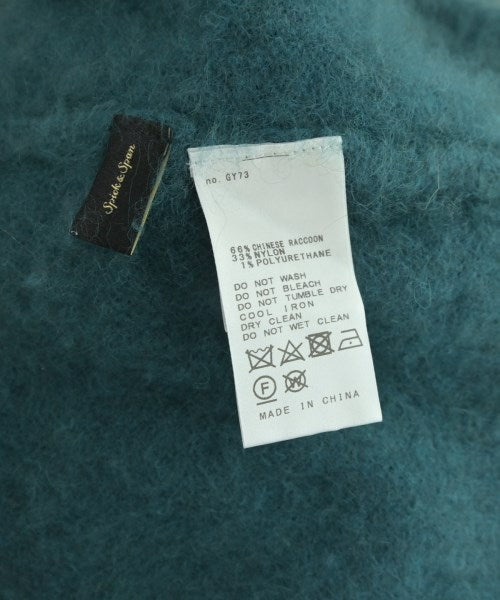 Spick & Span
no. GY73
66% CHINESE RACCOON
33% NYLON
1% POLYURETHANE
DO NOT WASH
DO NOT BLEACH
DO NOT TUMBLE DRY
COOL IRON
DRY CLEAN
DO NOT WET CLEAN
F W
MADE IN CHINA